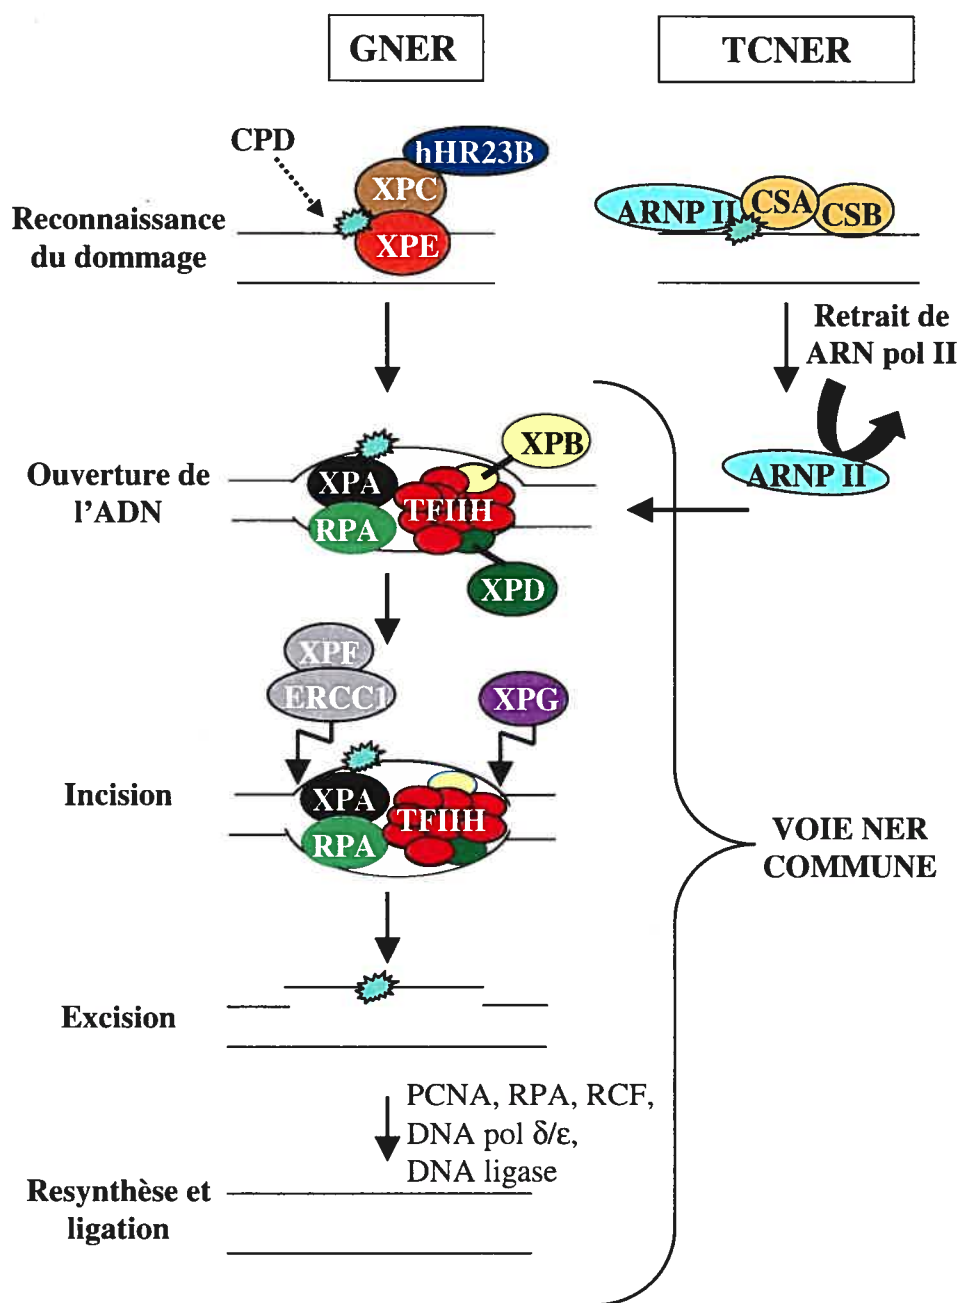 GNER
TCNER
CPD
hHR23B
XPC
XPE
ARNP II
CSA
CSB
Reconnaissance
du dommage
Retrait de
ARN pol II
ARNP II
Ouverture de
l'ADN
XPA
RPA
TFIIH
XPB
XPD
XPF
ERCC1
XPG
Incision
XPA
RPA
TFIIH
VOIE NER
COMMUNE
Excision
PCNA, RPA, RCF,
DNA pol δ/ε,
DNA ligase
Resynthèse et
ligation